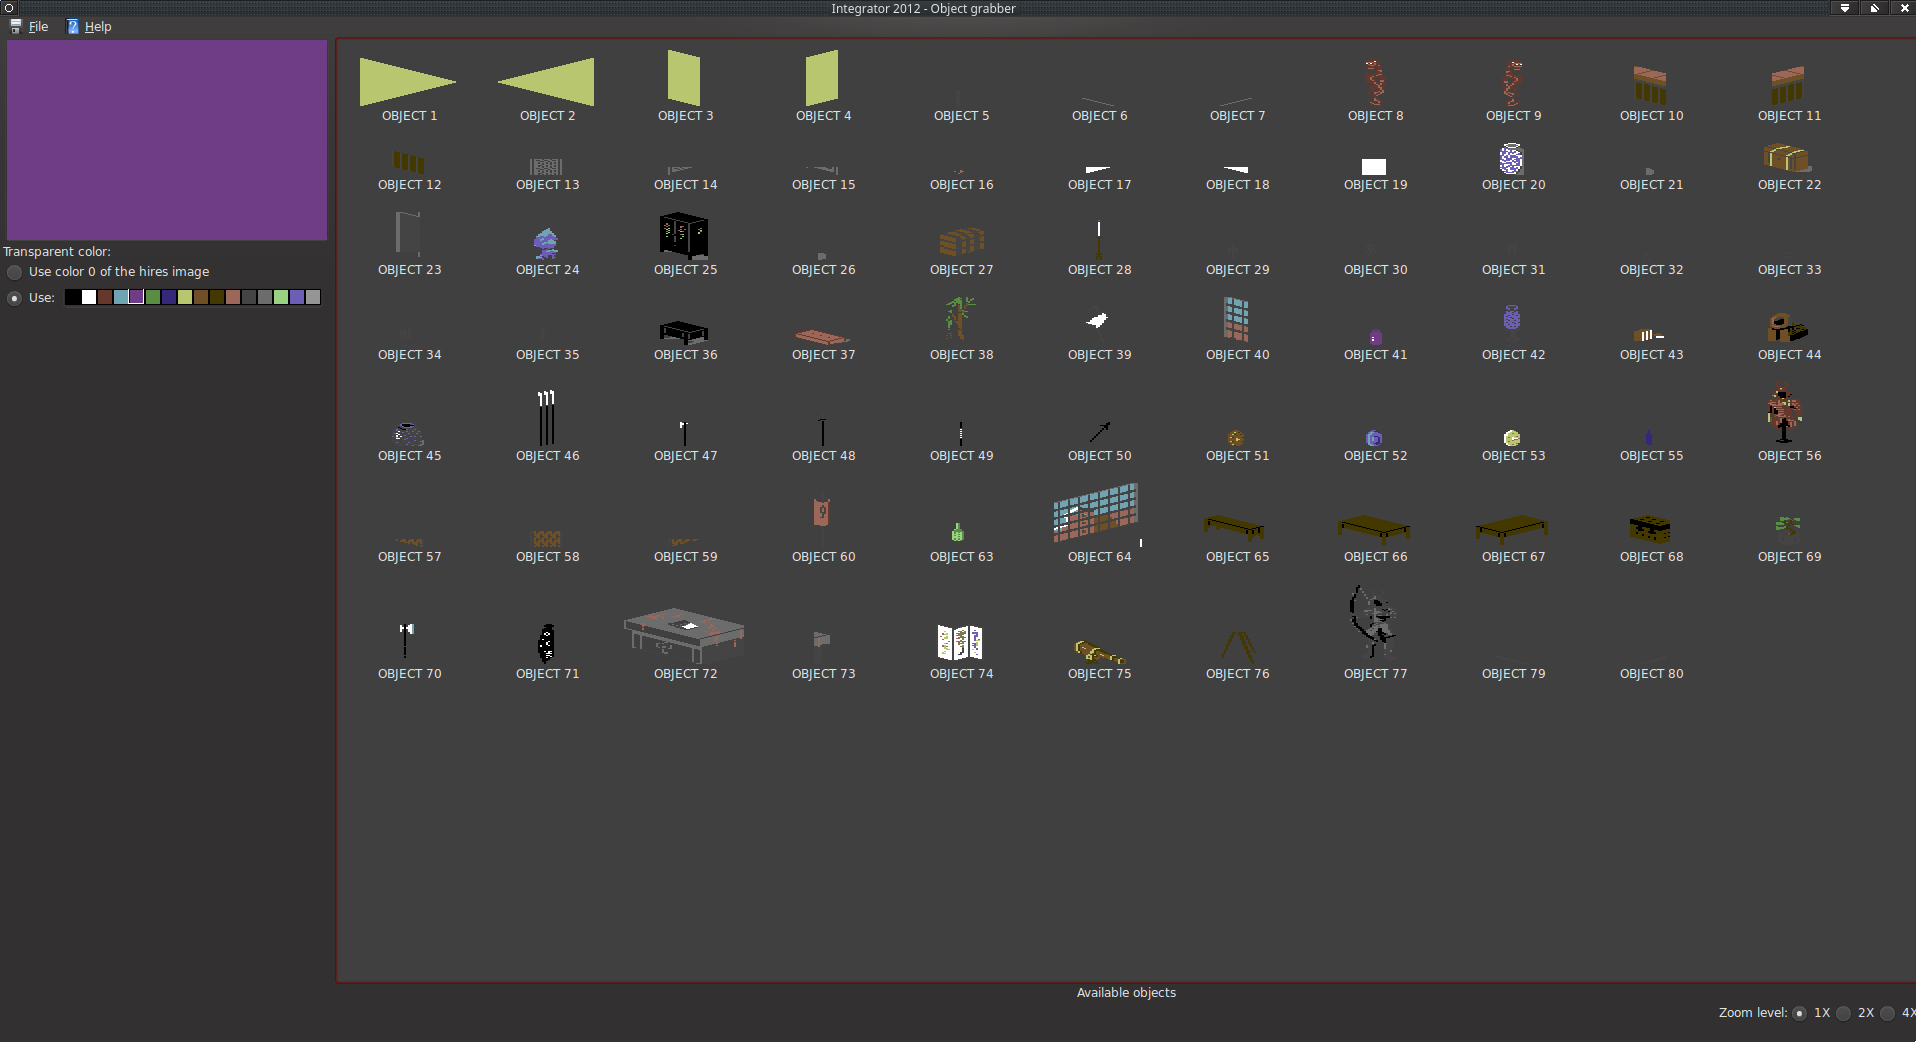 Integrator 2012 - Object grabber
File Help
OBJECT 1 OBJECT 2 OBJECT 3 OBJECT 4 OBJECT 5 OBJECT 6 OBJECT 7 OBJECT 8 OBJECT 9 OBJECT 10 OBJECT 11
OBJECT 12 OBJECT 13 OBJECT 14 OBJECT 15 OBJECT 16 OBJECT 17 OBJECT 18 OBJECT 19 OBJECT 20 OBJECT 21 OBJECT 22
Transparent color:
Use color 0 of the hires image
Use:
OBJECT 23 OBJECT 24 OBJECT 25 OBJECT 26 OBJECT 27 OBJECT 28 OBJECT 29 OBJECT 30 OBJECT 31 OBJECT 32 OBJECT 33
OBJECT 34 OBJECT 35 OBJECT 36 OBJECT 37 OBJECT 38 OBJECT 39 OBJECT 40 OBJECT 41 OBJECT 42 OBJECT 43 OBJECT 44
OBJECT 45 OBJECT 46 OBJECT 47 OBJECT 48 OBJECT 49 OBJECT 50 OBJECT 51 OBJECT 52 OBJECT 53 OBJECT 55 OBJECT 56
OBJECT 57 OBJECT 58 OBJECT 59 OBJECT 60 OBJECT 63 OBJECT 64 OBJECT 65 OBJECT 66 OBJECT 67 OBJECT 68 OBJECT 69
OBJECT 70 OBJECT 71 OBJECT 72 OBJECT 73 OBJECT 74 OBJECT 75 OBJECT 76 OBJECT 77 OBJECT 79 OBJECT 80
Available objects
Zoom level: 1X 2X 4X